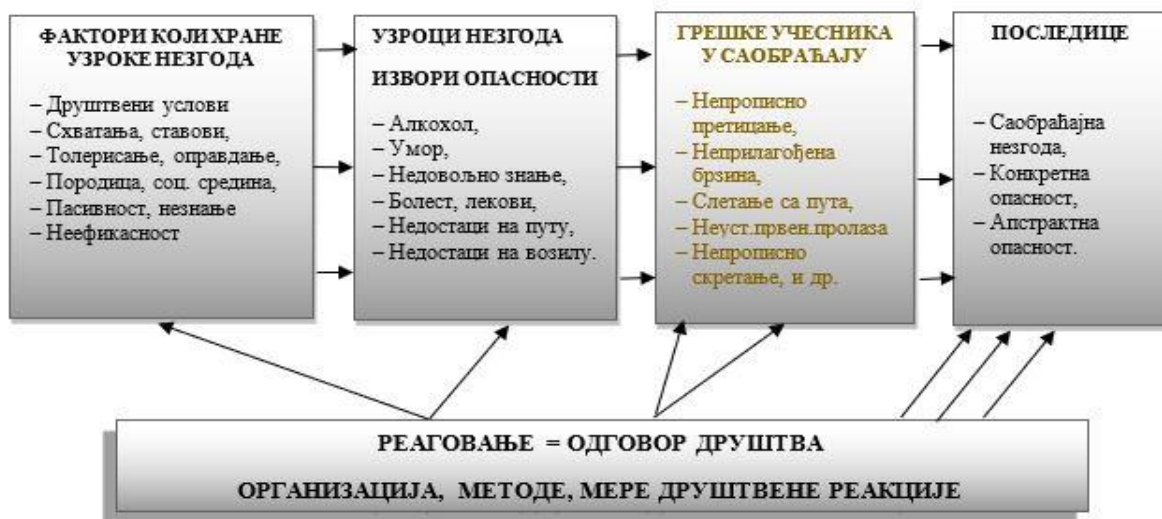 ФАКТОРИ КОЈИ ХРАНЕ
УЗРОКЕ НЕЗГОДА
– Друштвени услови
– Схватања, ставови,
– Толерисање, оправдање,
– Породица, соц. средина,
– Пасивност, незнање
– Неефикасност
УЗРОЦИ НЕЗГОДА
ИЗВОРИ ОПАСНОСТИ
– Алкохол,
– Умор,
– Недовољно знање,
– Болест, лекови,
– Недостаци на путу,
– Недостаци на возилу.
ГРЕШКЕ УЧЕСНИКА
У САОБРАЋАЈУ
– Непрописно
претицање,
– Неприлагођена
брзина,
– Слетање са пута,
– Неуст.првен.пролаза
– Непрописно
скретање, и др.
ПОСЛЕДИЦЕ
– Саобраћајна
незгода,
– Конкретна
опасност,
– Апстрактна
опасност.
РЕАГОВАЊЕ = ОДГОВОР ДРУШТВА
ОРГАНИЗАЦИЈА, МЕТОДЕ, МЕРЕ ДРУШТВЕНЕ РЕАКЦИЈЕ